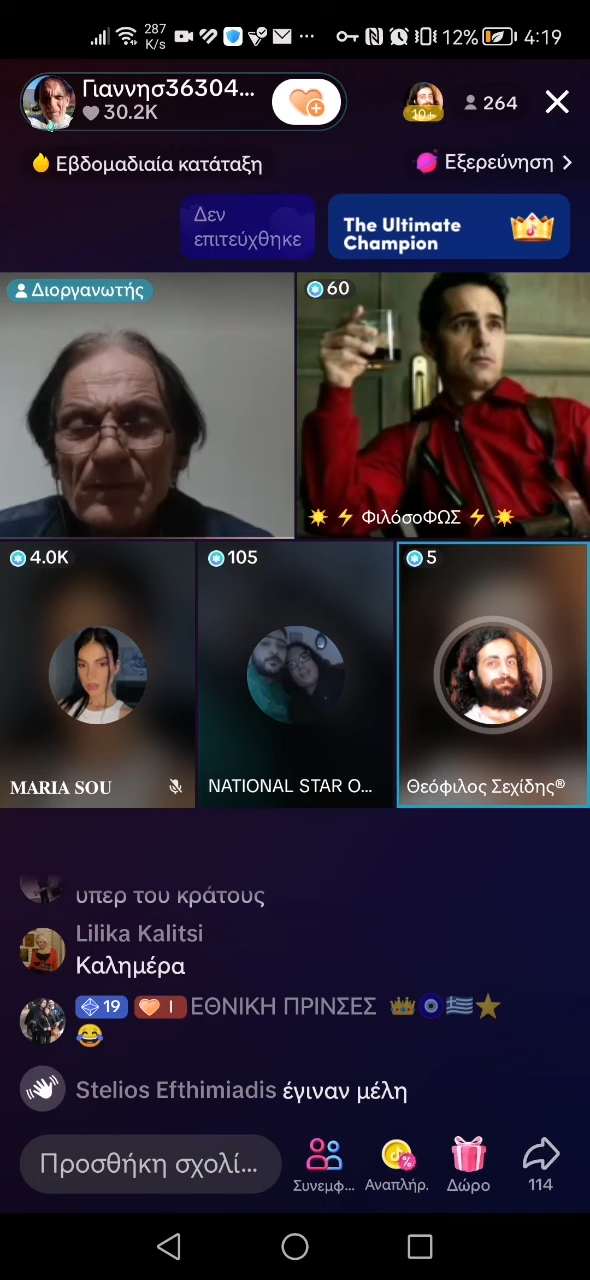 287
K/s
12%
4:19
Γιαννησ36304...
30.2K
10+
264
Εβδομαδιαία κατάταξη
Εξερεύνηση
Δεν
επιτεύχθηκε
The Ultimate
Champion
Διοργανωτής
60
ΦιλόσοΦΩΣ
4.0K
105
5
MARIA SOU
NATIONAL STAR O...
Θεόφιλος Σεχίδης®
υπερ του κράτους
Lilika Kalitsi
Καλημέρα
19
I
ΕΘΝΙΚΗ ΠΡΙΝΣΕΣ
Stelios Efthimiadis έγιναν μέλη
Προσθήκη σχολί...
Συνεμφ...
Αναπλήρ.
Δώρο
114